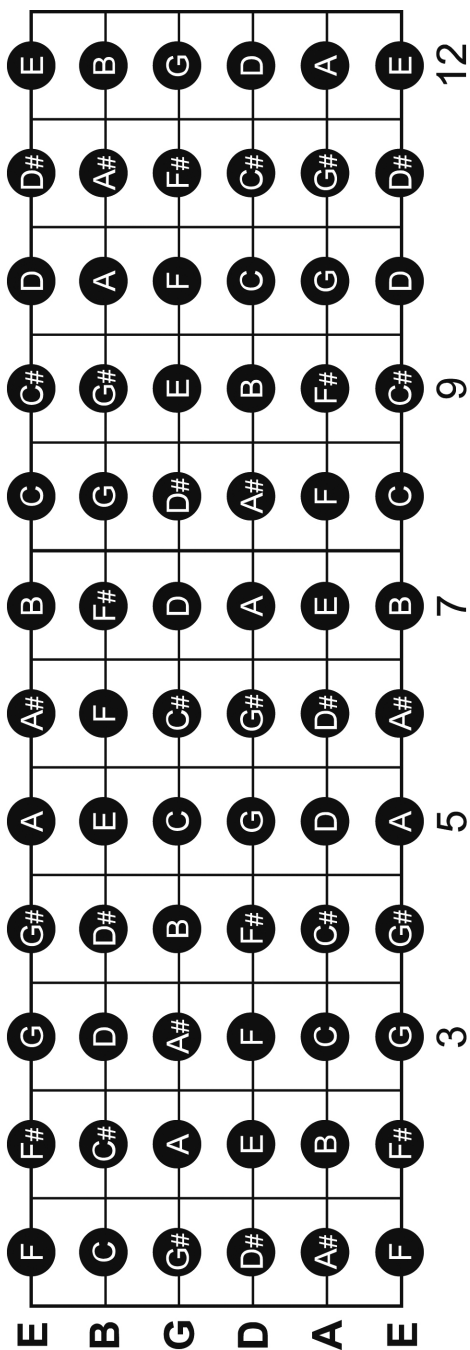 E F F# G G# A A# B C C# D D# E
B C C# D D# E F F# G G# A A# B
G G# A A# B C C# D D# E F F# G
D D# E F F# G G# A A# B C C# D
A A# B C C# D D# E F F# G G# A
E F F# G G# A A# B C C# D D# E
3 5 7 9 12